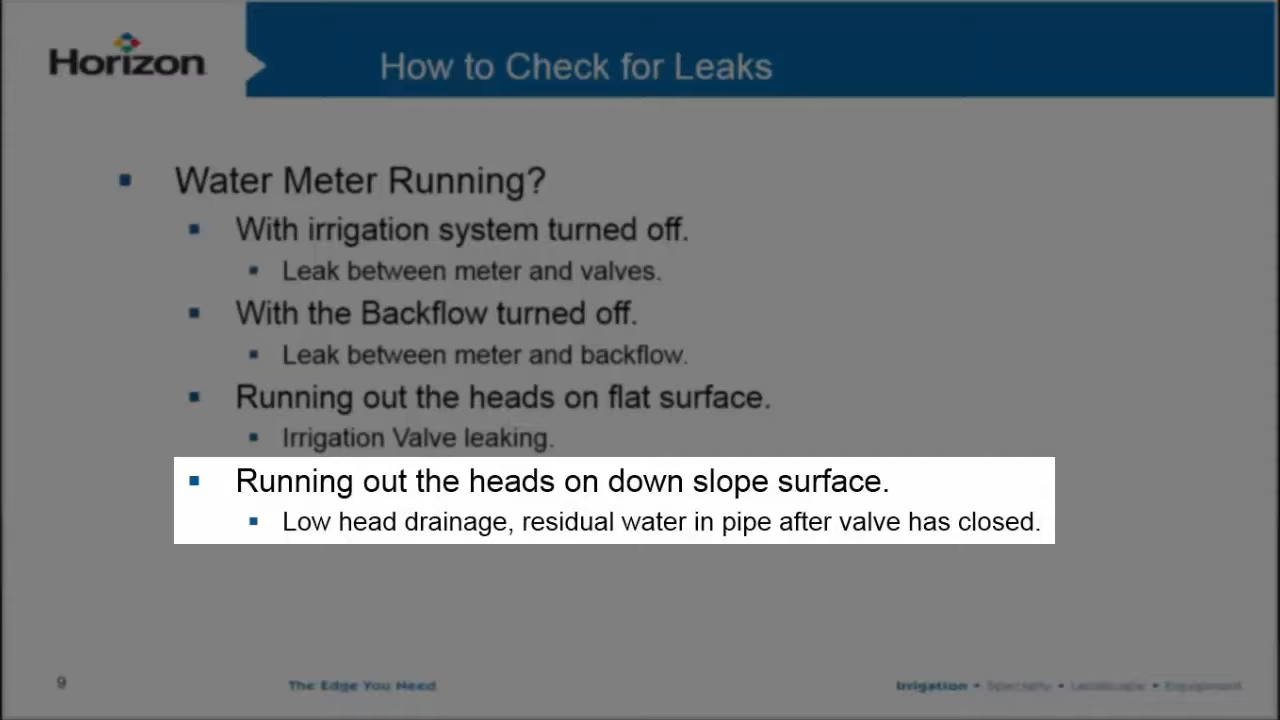 Horizon
How to Check for Leaks
Water Meter Running?
With irrigation system turned off.
Leak between meter and valves.
With the Backflow turned off.
Leak between meter and backflow.
Running out the heads on flat surface.
Irrigation Valve leaking.
Running out the heads on down slope surface.
Low head drainage, residual water in pipe after valve has closed.
9
The Edge You Need
Irrigation • Specialty • Landscape • Equipment